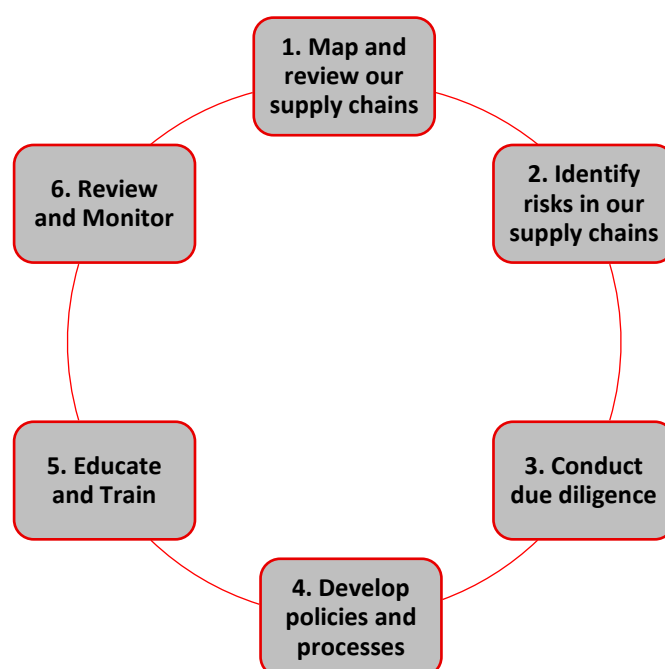 1. Map and
review our
supply chains
2. Identify
risks in our
supply chains
3. Conduct
due diligence
4. Develop
policies and
processes
5. Educate
and Train
6. Review
and Monitor